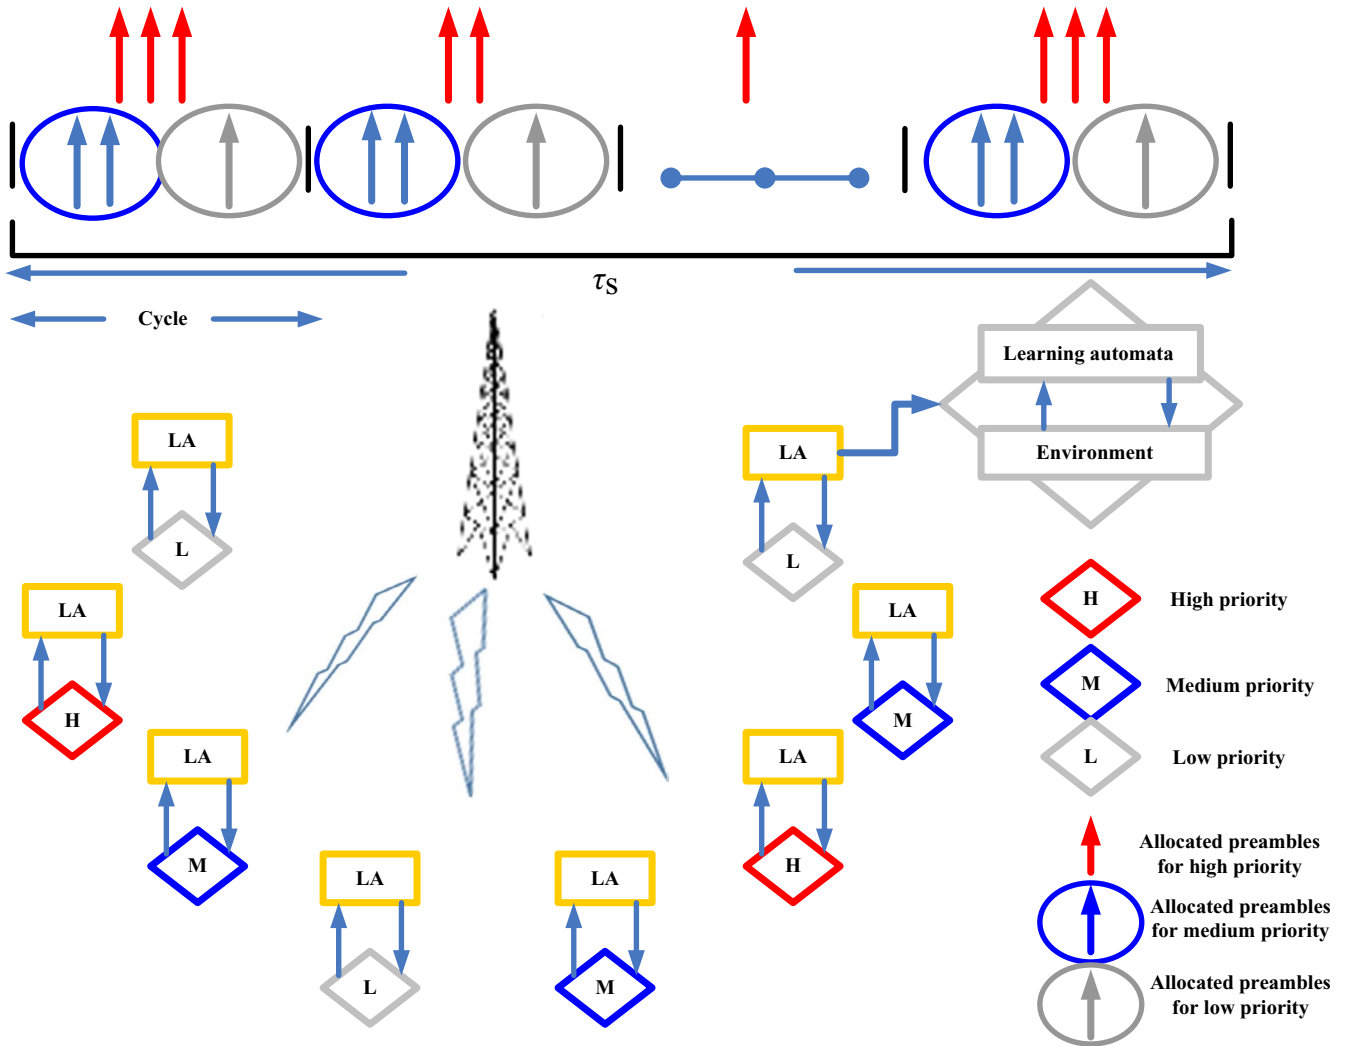 τS
Cycle
Learning automata
Environment
LA
L
LA
L
LA
H
LA
M
LA
M
LA
H
LA
L
LA
M
H High priority
M Medium priority
L Low priority
Allocated preambles
for high priority
Allocated preambles
for medium priority
Allocated preambles
for low priority